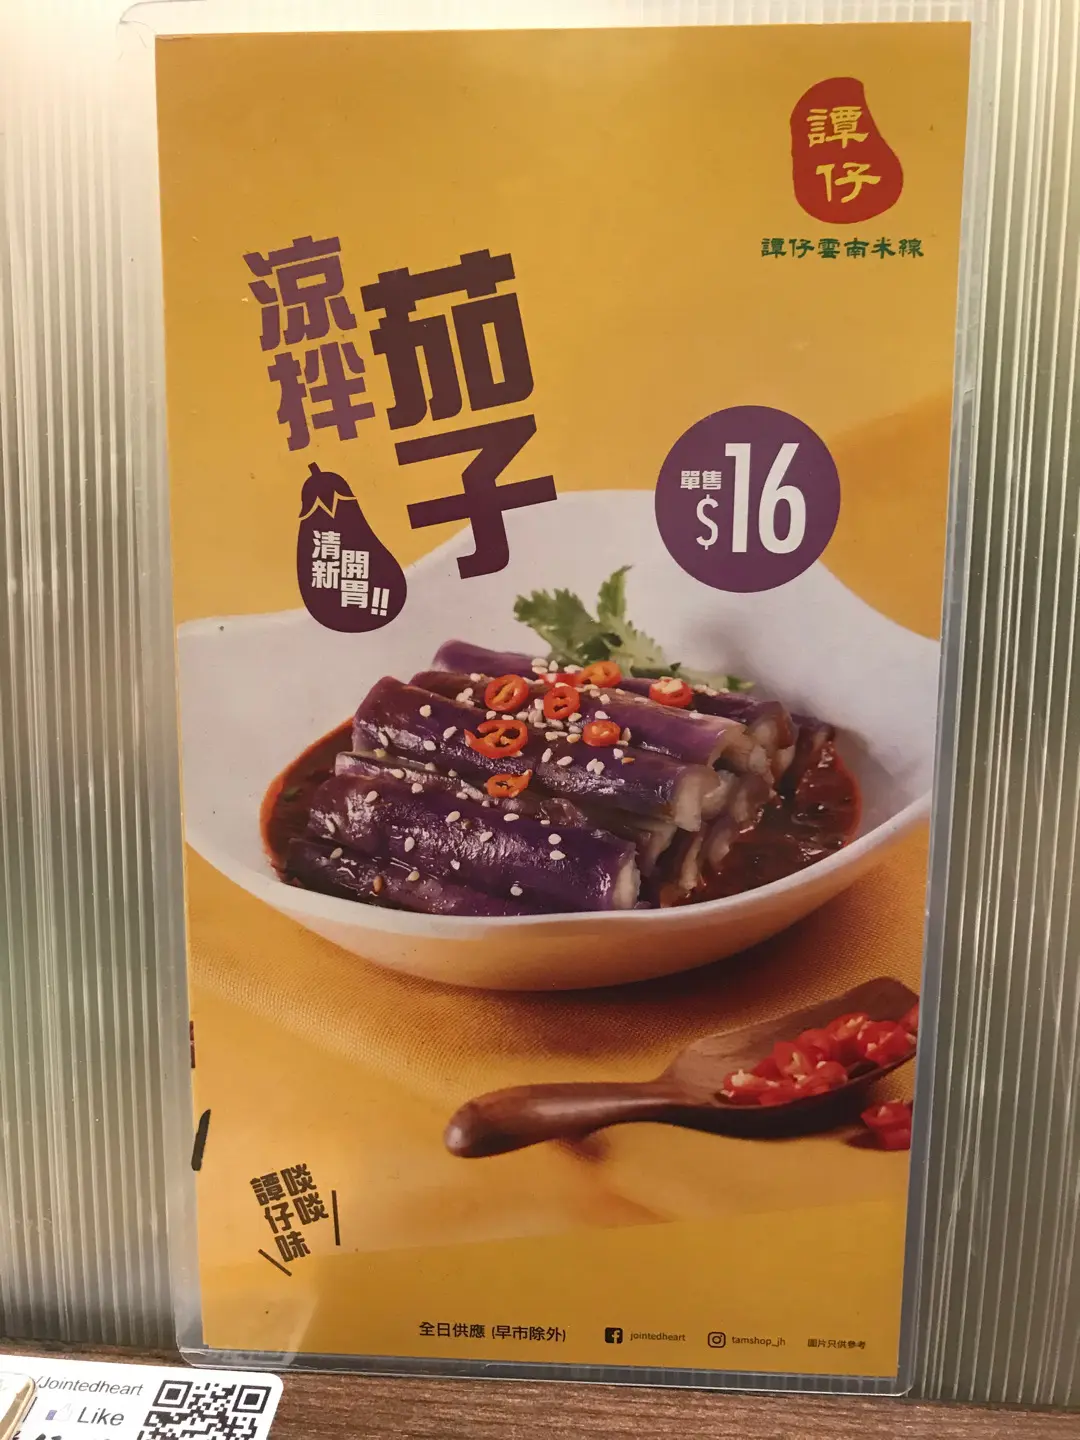 譚仔
譚仔雲南米線
涼拌
茄子
清新
開胃!!
單售
$16
譚仔
啖啖
味
全日供應 (早市除外)
jointedheart
tamshop_jh
圖片只供參考
/Jointedheart
Like